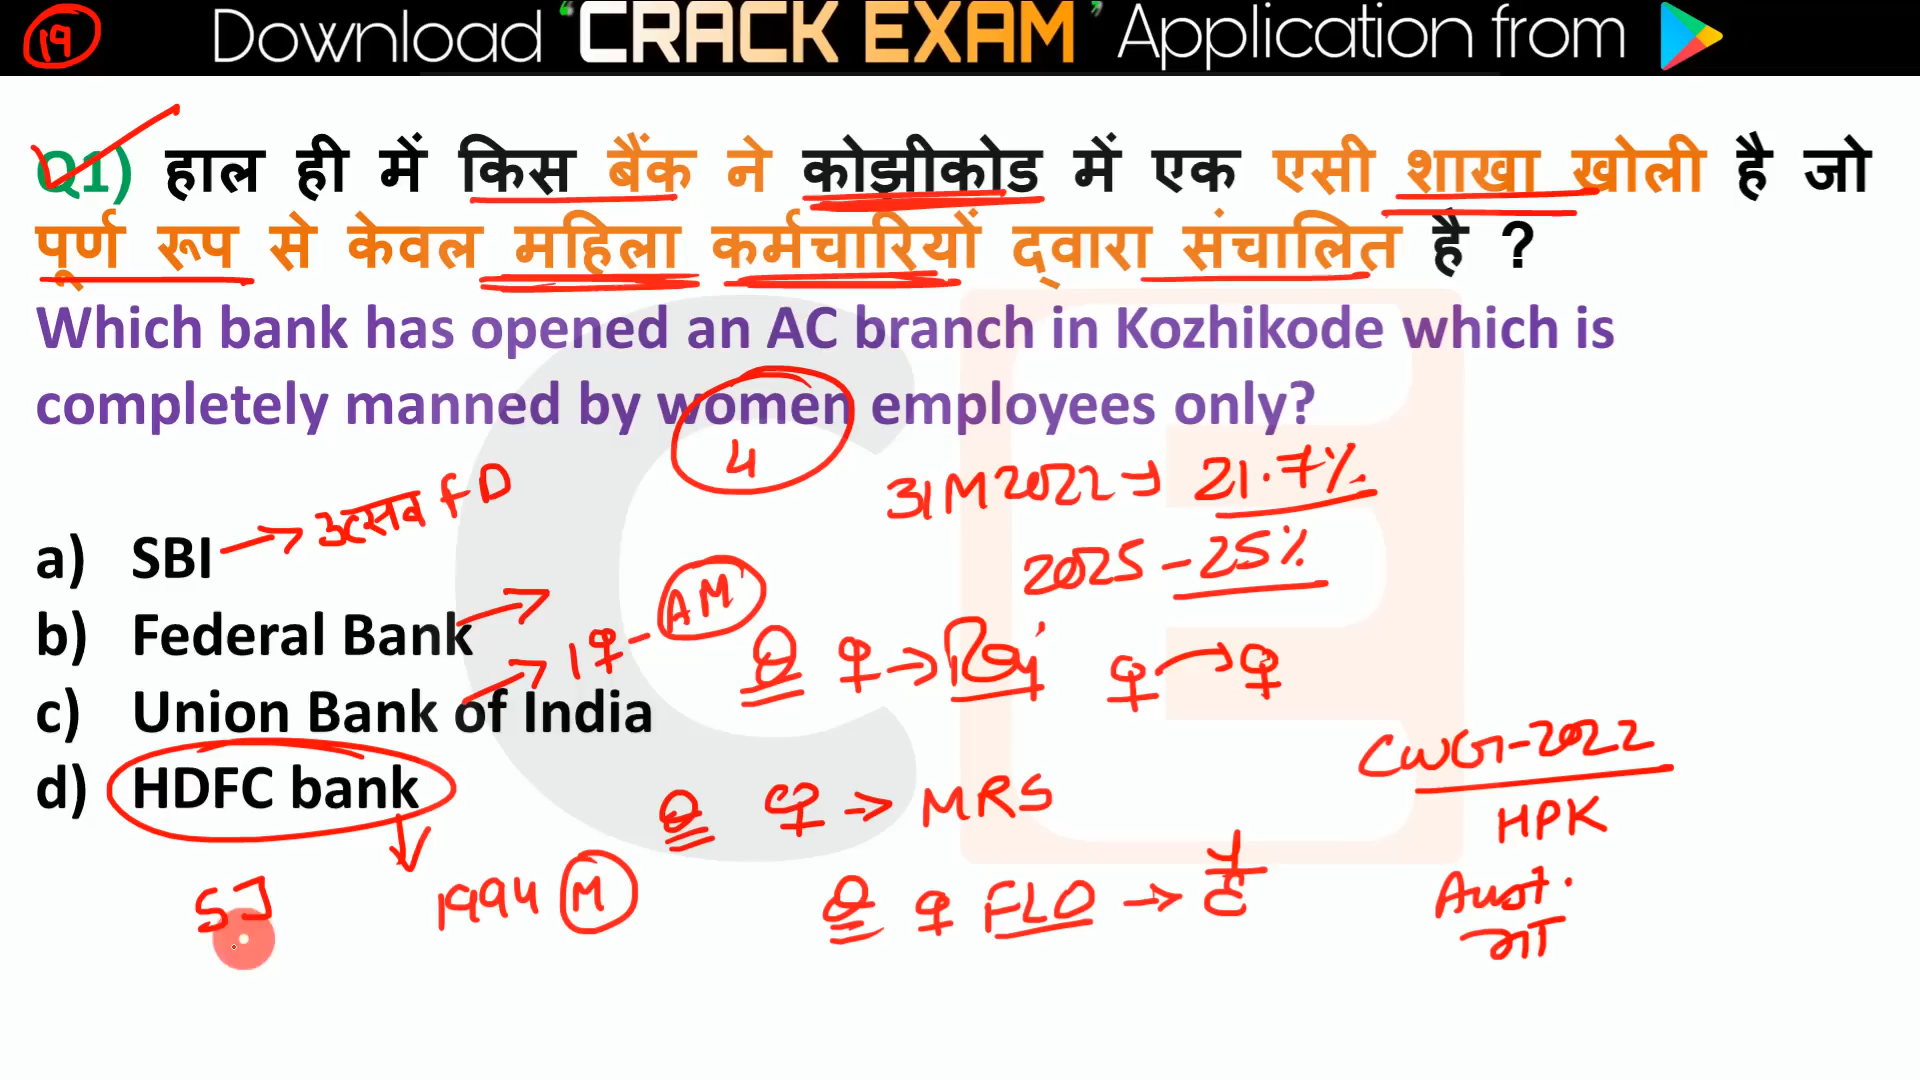 19
Download "CRACK EXAM" Application from
Q1) हाल ही में किस बैंक ने कोझीकोड में एक एसी शाखा खोली है जो
पूर्ण रूप से केवल महिला कर्मचारियों द्वारा संचालित है ?
Which bank has opened an AC branch in Kozhikode which is
completely manned by women employees only?
4
31M2022 → 21.7%
2025 - 25%
a) SBI → उत्सव FD
b) Federal Bank →
c) Union Bank of India → 1♀ - AM
♀ → ♀
d) HDFC bank
♀ → MRS
CWG-2022
HPK
Aust.
SJ
1994 M
♀ FLO →